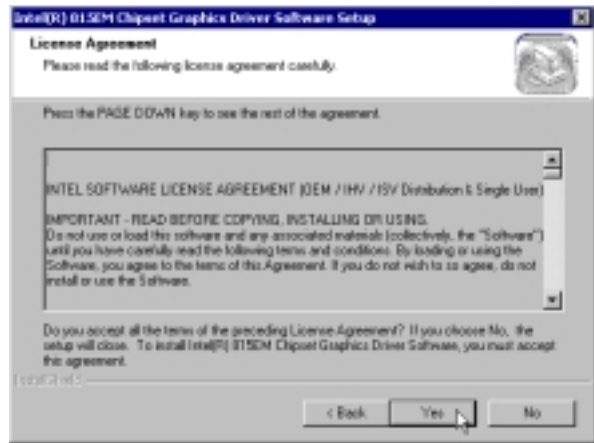 Intel(R) 815EM Chipset Graphics Driver Software Setup
License Agreement
Please read the following license agreement carefully.
Press the PAGE DOWN key to see the rest of the agreement.
INTEL SOFTWARE LICENSE AGREEMENT (OEM / IHV / ISV Distribution & Single User)
IMPORTANT - READ BEFORE COPYING, INSTALLING OR USING.
Do not use or load this software and any associated materials (collectively, the "Software")
until you have carefully read the following terms and conditions. By loading or using the
Software, you agree to the terms of this Agreement. If you do not wish to so agree, do not
install or use the Software.
Do you accept all the terms of the preceding License Agreement? If you choose No, the
setup will close. To install Intel(R) 815EM Chipset Graphics Driver Software, you must accept
this agreement.
InstallShield
< Back
Yes
No